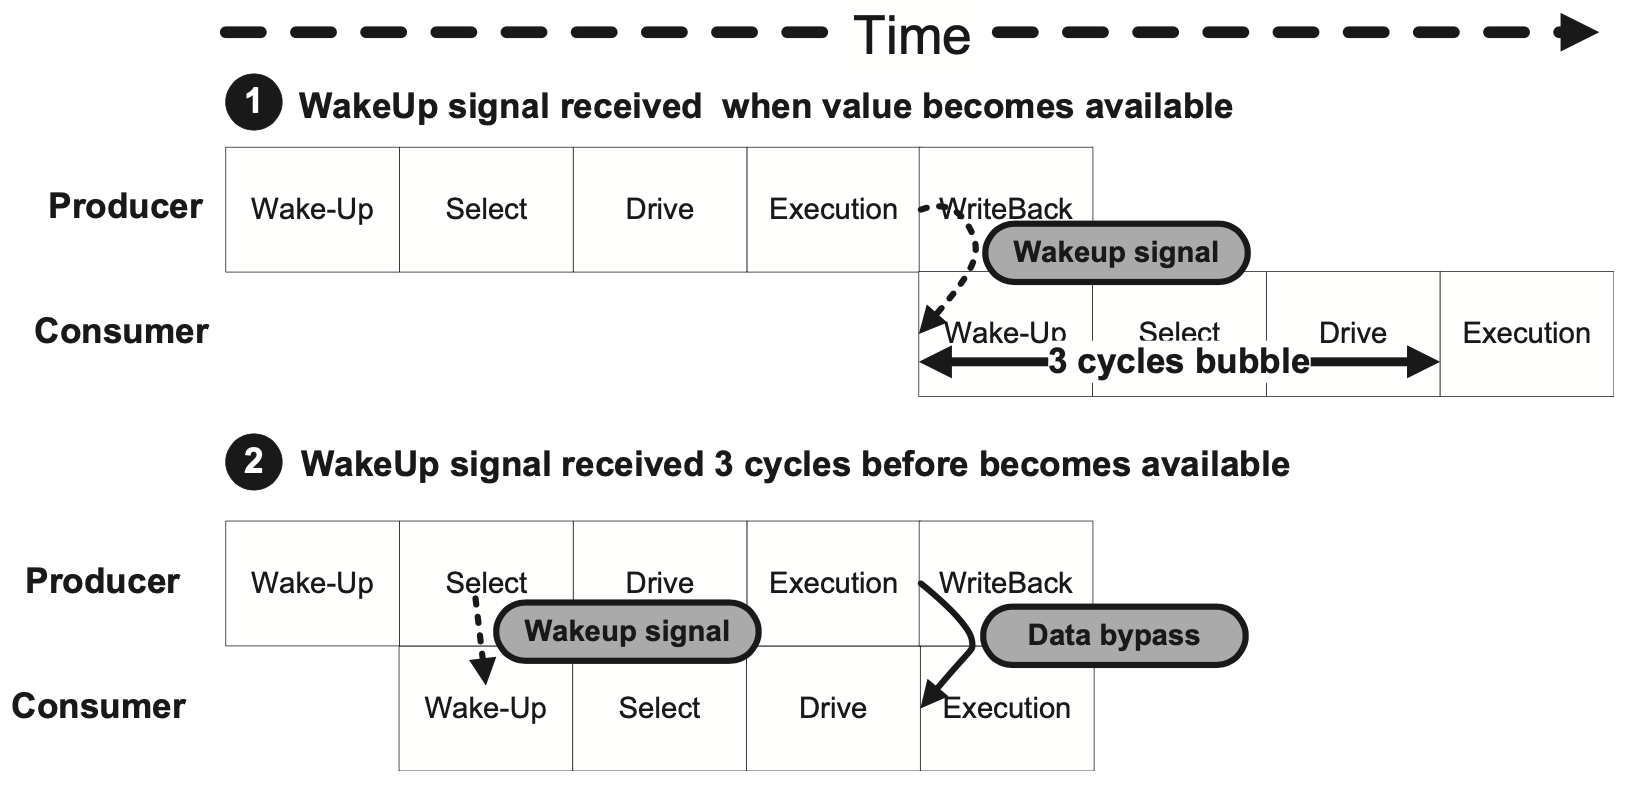 Time
1 WakeUp signal received when value becomes available
Producer Wake-Up Select Drive Execution WriteBack
Wakeup signal
Consumer Wake-Up Select Drive Execution
3 cycles bubble
2 WakeUp signal received 3 cycles before becomes available
Producer Wake-Up Select Drive Execution WriteBack
Wakeup signal Data bypass
Consumer Wake-Up Select Drive Execution